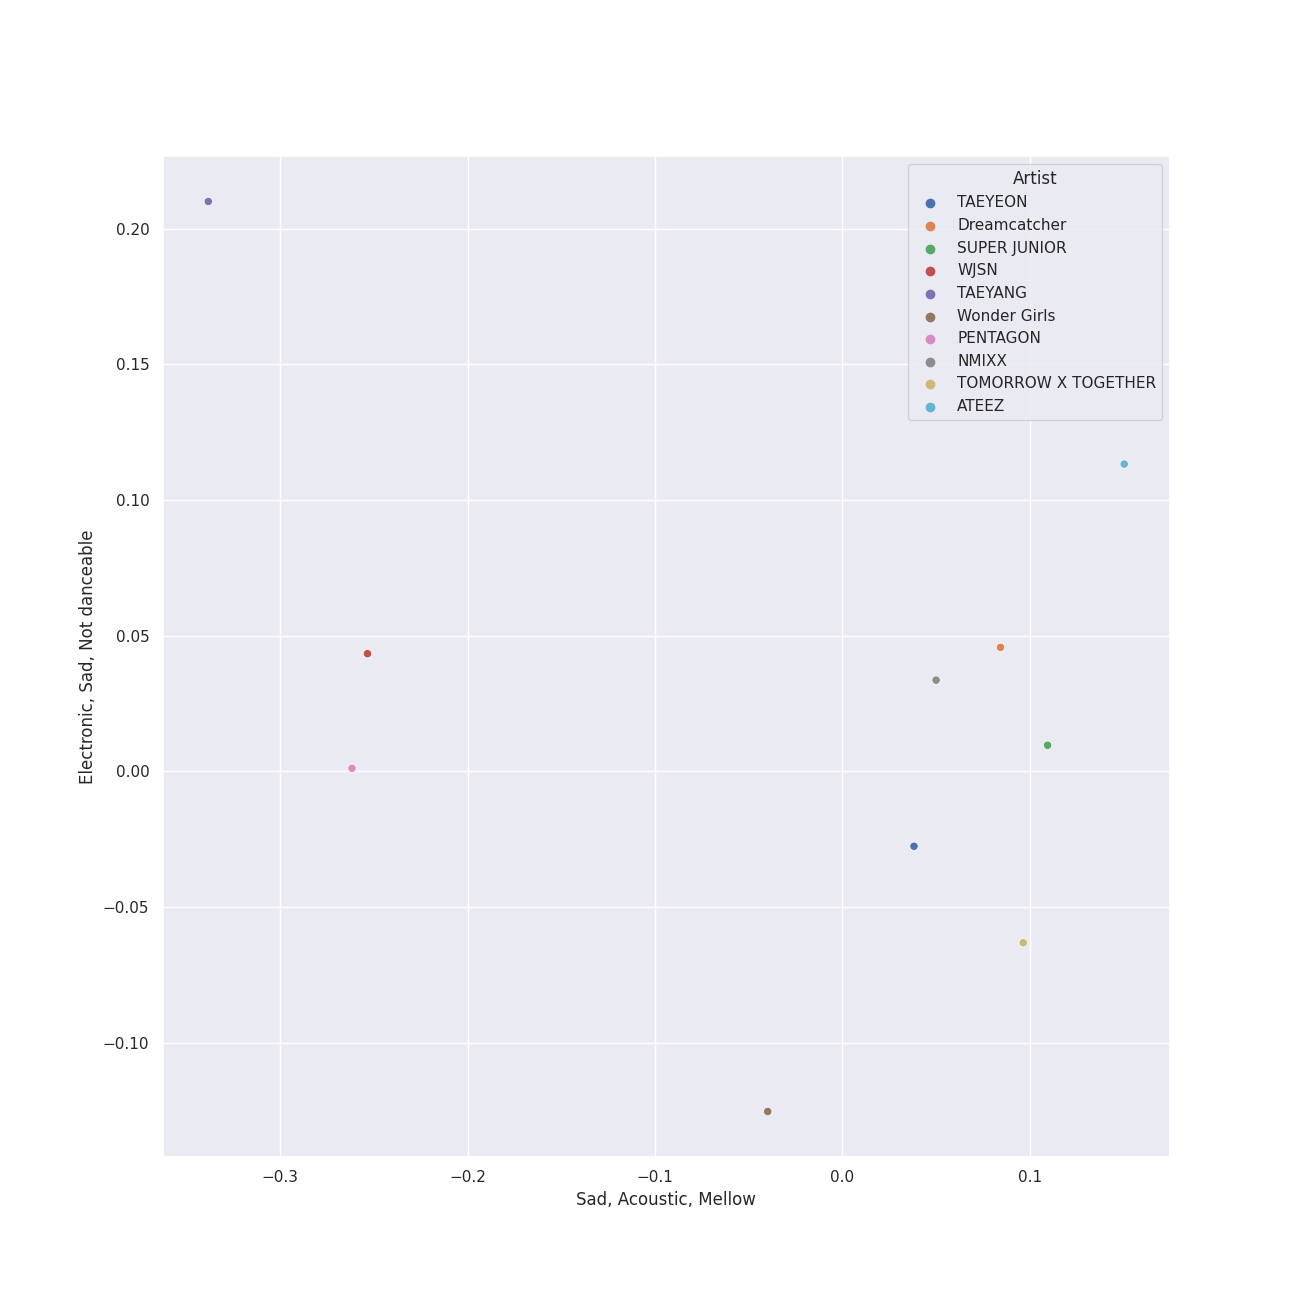 Artist
TAEYEON
Dreamcatcher
SUPER JUNIOR
WJSN
TAEYANG
Wonder Girls
PENTAGON
NMIXX
TOMORROW X TOGETHER
ATEEZ
0.20
0.15
0.10
0.05
0.00
−0.05
−0.10
Electronic, Sad, Not danceable
−0.3 −0.2 −0.1 0.0 0.1
Sad, Acoustic, Mellow